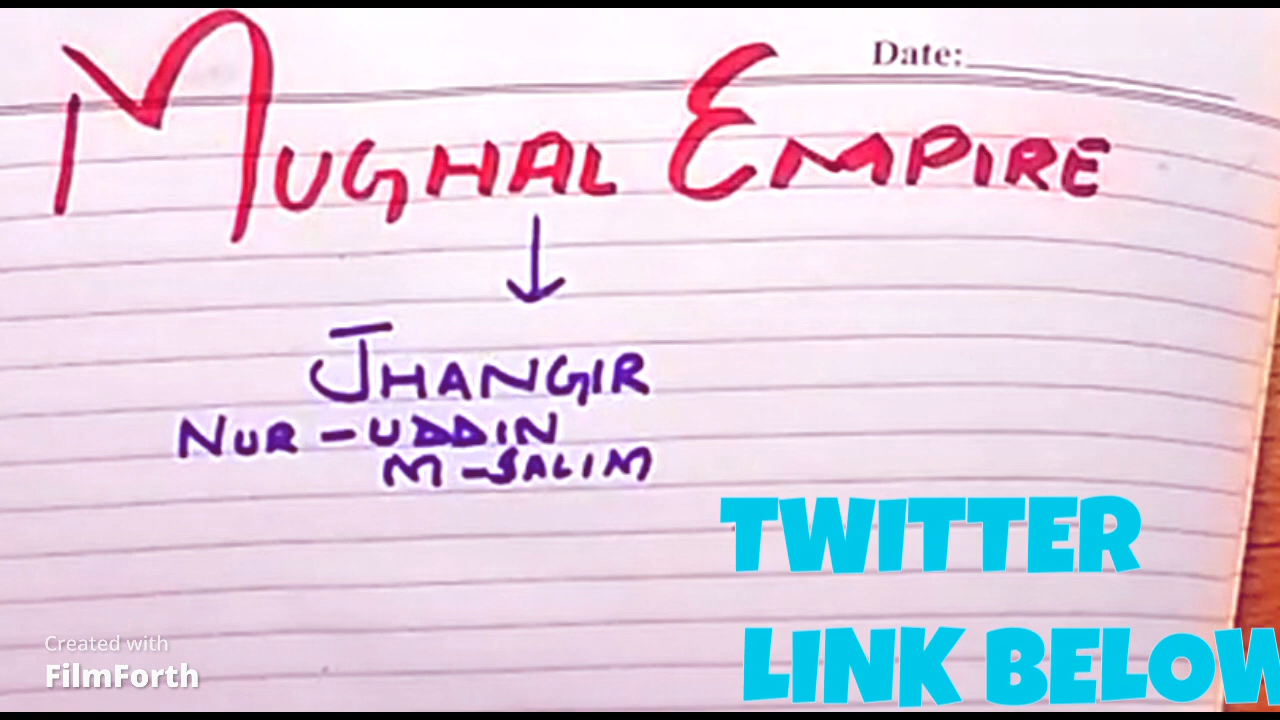 Date:
MUGHAL EMPIRE
JHANGIR
NUR-UDDIN
M-SALIM
TWITTER
LINK BELOW
Created with
FilmForth